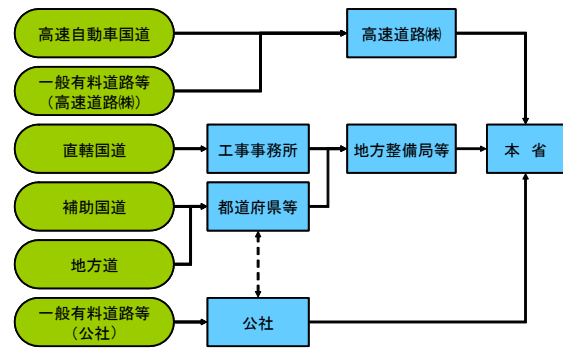 高速自動車国道
高速道路㈱
一般有料道路等
（高速道路㈱）
直轄国道
工事事務所
地方整備局等
本 省
補助国道
都道府県等
地方道
一般有料道路等
（公社）
公社